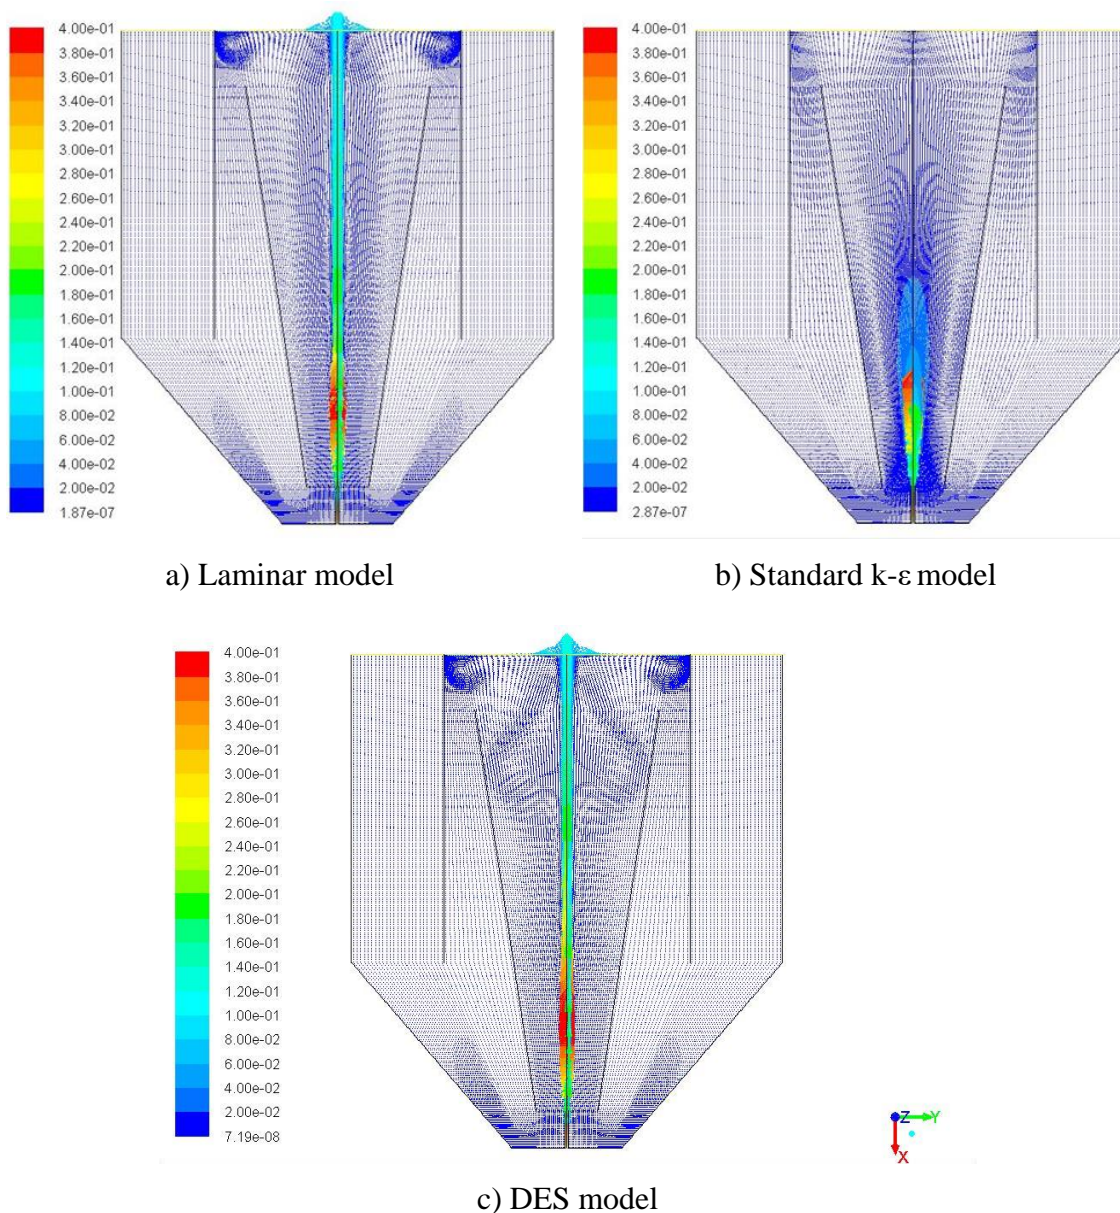 4.00e-01
3.80e-01
3.60e-01
3.40e-01
3.20e-01
3.00e-01
2.80e-01
2.60e-01
2.40e-01
2.20e-01
2.00e-01
1.80e-01
1.60e-01
1.40e-01
1.20e-01
1.00e-01
8.00e-02
6.00e-02
4.00e-02
2.00e-02
1.87e-07
a) Laminar model
4.00e-01
3.80e-01
3.60e-01
3.40e-01
3.20e-01
3.00e-01
2.80e-01
2.60e-01
2.40e-01
2.20e-01
2.00e-01
1.80e-01
1.60e-01
1.40e-01
1.20e-01
1.00e-01
8.00e-02
6.00e-02
4.00e-02
2.00e-02
2.87e-07
b) Standard k-ε model
4.00e-01
3.80e-01
3.60e-01
3.40e-01
3.20e-01
3.00e-01
2.80e-01
2.60e-01
2.40e-01
2.20e-01
2.00e-01
1.80e-01
1.60e-01
1.40e-01
1.20e-01
1.00e-01
8.00e-02
6.00e-02
4.00e-02
2.00e-02
7.19e-08
Z Y
X
c) DES model